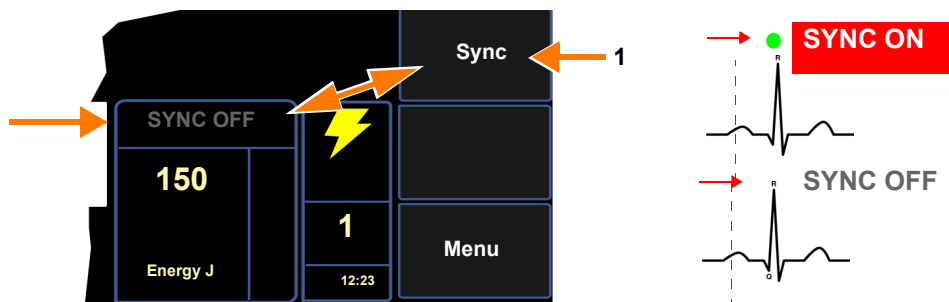 Sync
1
SYNC OFF
150
Energy J
1
12:23
Menu
SYNC ON
R
SYNC OFF
R
Q